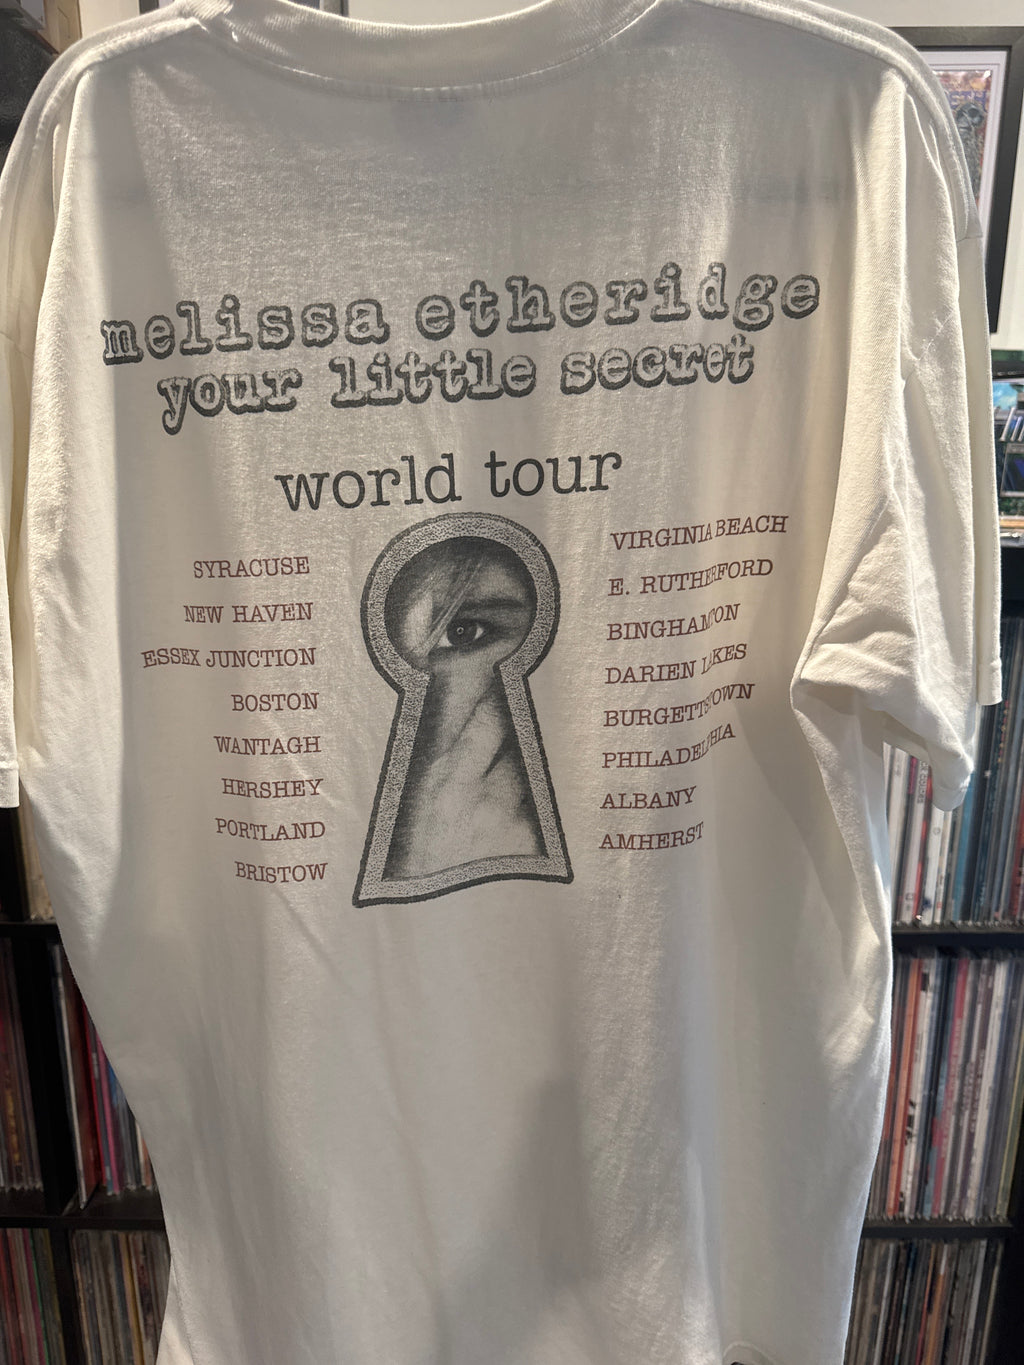 melissa etheridge
your little secret
world tour
SYRACUSE
NEW HAVEN
ESSEX JUNCTION
BOSTON
WANTAGH
HERSHEY
PORTLAND
BRISTOW
VIRGINIA BEACH
E. RUTHERFORD
BINGHAMTON
DARIEN LAKES
BURGETTSTOWN
PHILADELPHIA
ALBANY
AMHERST